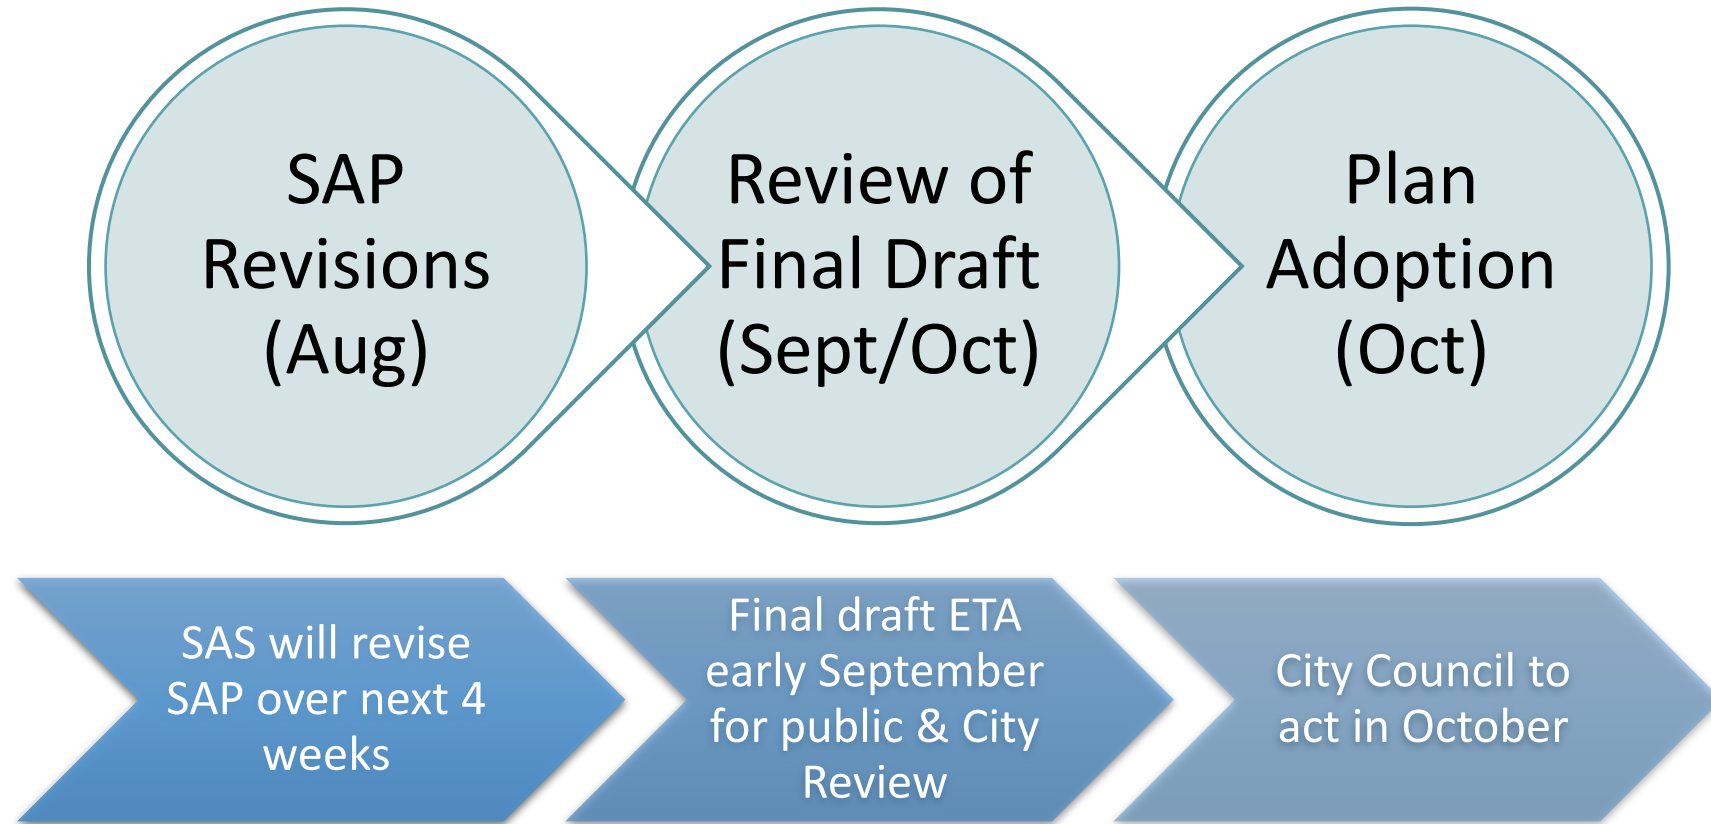 SAP
Revisions
(Aug)
Review of
Final Draft
(Sept/Oct)
Plan
Adoption
(Oct)
SAS will revise
SAP over next 4
weeks
Final draft ETA
early September
for public & City
Review
City Council to
act in October